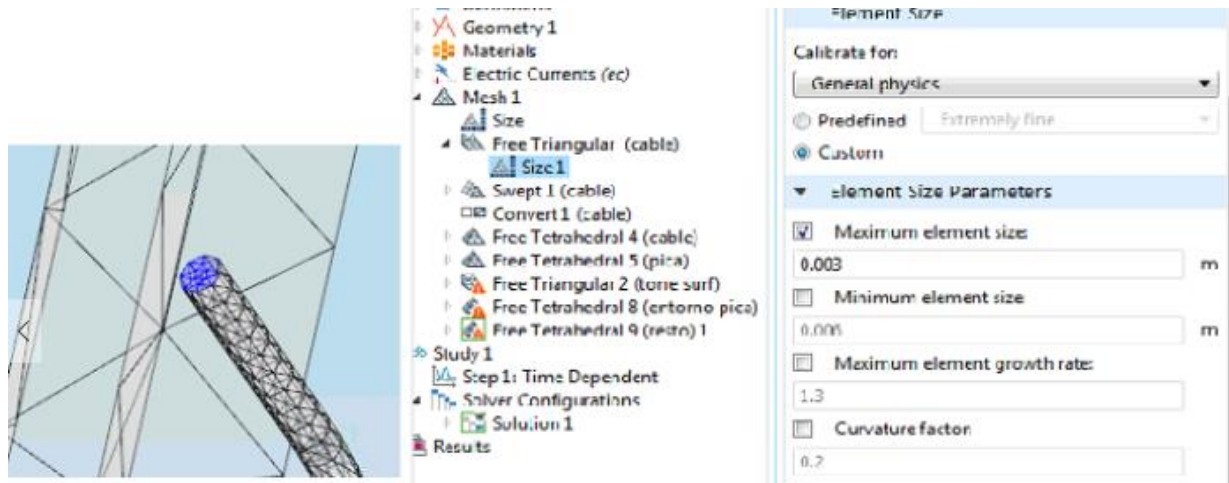 Geometry 1
Materials
Electric Currents (ec)
Mesh 1
Size
Free Triangular (cable)
Size 1
Swept 1 (cable)
Convert 1 (cable)
Free Tetrahedral 4 (cable)
Free Tetrahedral 5 (pica)
Free Triangular 2 (torre surf)
Free Tetrahedral 8 (entorno pica)
Free Tetrahedral 9 (resto) 1
Study 1
Step 1: Time Dependent
Solver Configurations
Solution 1
Results
Element Size
Calibrate for:
General physics
Predefined Extremely fine
Custom
Element Size Parameters
Maximum element size:
0.003 m
Minimum element size
0.006 m
Maximum element growth rate:
1.3
Curvature factor
0.2